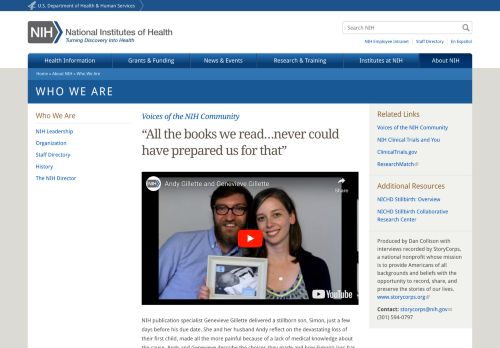 U.S. Department of Health & Human Services
NIH National Institutes of Health
Turning Discovery Into Health
Search NIH
NIH Employee Intranet | Staff Directory | En Español
Health Information
Grants & Funding
News & Events
Research & Training
Institutes at NIH
About NIH
Home » About NIH » Who We Are
WHO WE ARE
Who We Are
NIH Leadership
Organization
Staff Directory
History
The NIH Director
Voices of the NIH Community
“All the books we read…never could
have prepared us for that”
NIH Andy Gillette and Genevieve Gillette
Share
YouTube
NIH publication specialist Genevieve Gillette delivered a stillborn son, Simon, just a few
days before his due date. She and her husband Andy reflect on the devastating loss of
their first child, made all the more painful because of a lack of medical knowledge about
Related Links
Voices of the NIH Community
NIH Clinical Trials and You
ClinicalTrials.gov
ResearchMatch
Additional Resources
NICHD Stillbirth: Overview
NICHD Stillbirth Collaborative
Research Center
Produced by Dan Collison with
interviews recorded by StoryCorps,
a national nonprofit whose mission
is to provide Americans of all
backgrounds and beliefs with the
opportunity to record, share, and
preserve the stories of our lives.
www.storycorps.org
Contact: storycorps@nih.gov
(301) 594-0797